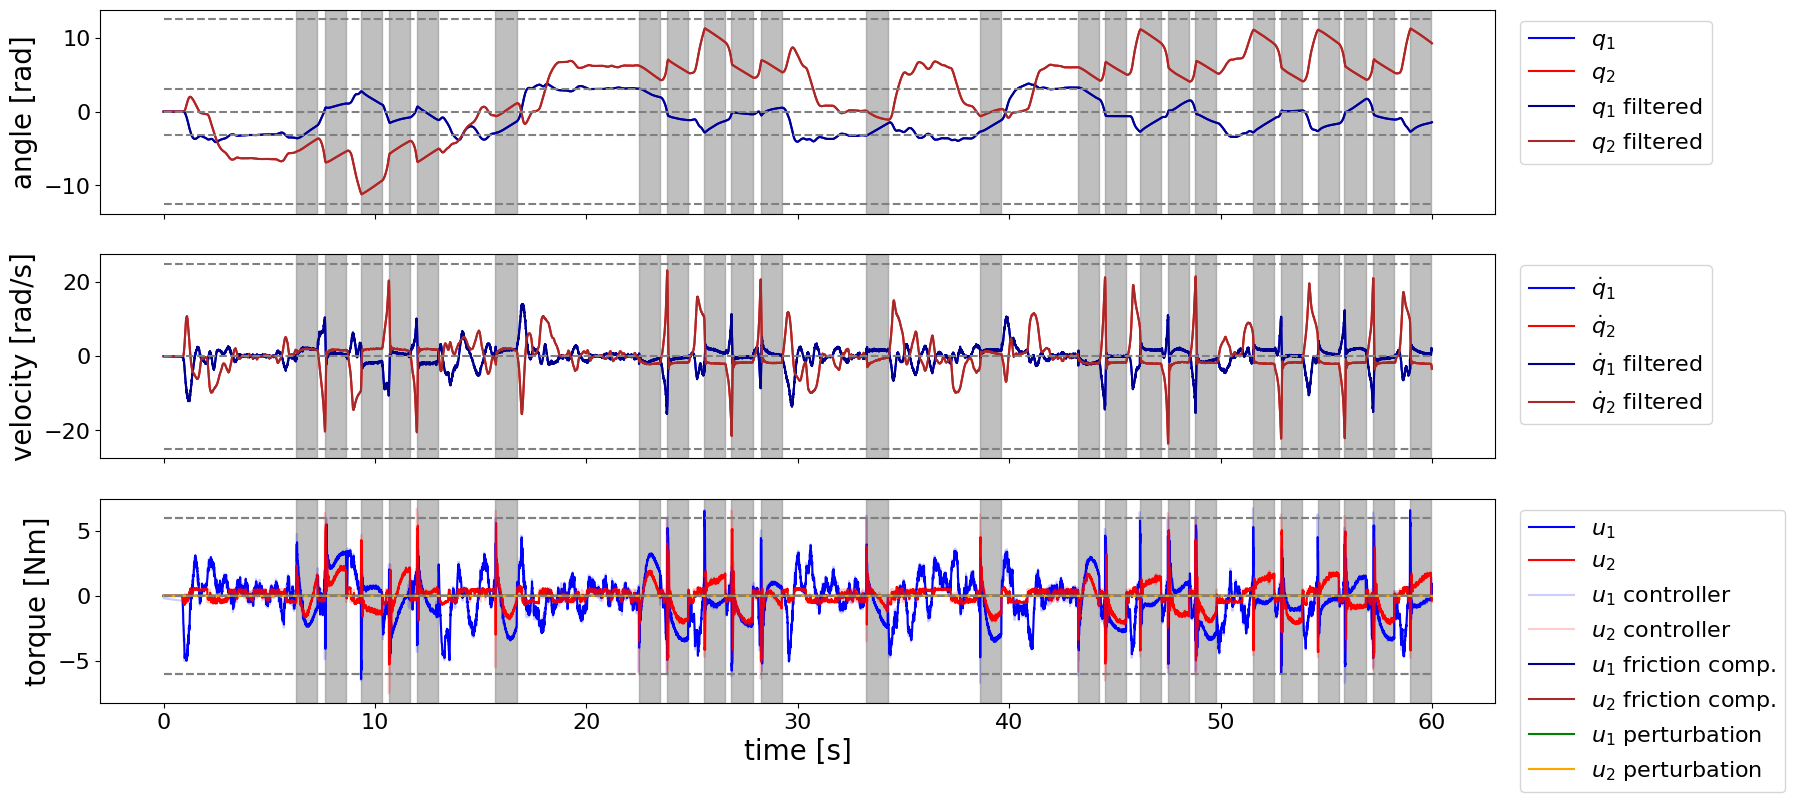 angle [rad]
10
0
−10
q₁
q₂
q₁ filtered
q₂ filtered
velocity [rad/s]
20
0
−20
q̇₁
q̇₂
q̇₁ filtered
q̇₂ filtered
torque [Nm]
5
0
−5
0 10 20 30 40 50 60
time [s]
u₁
u₂
u₁ controller
u₂ controller
u₁ friction comp.
u₂ friction comp.
u₁ perturbation
u₂ perturbation